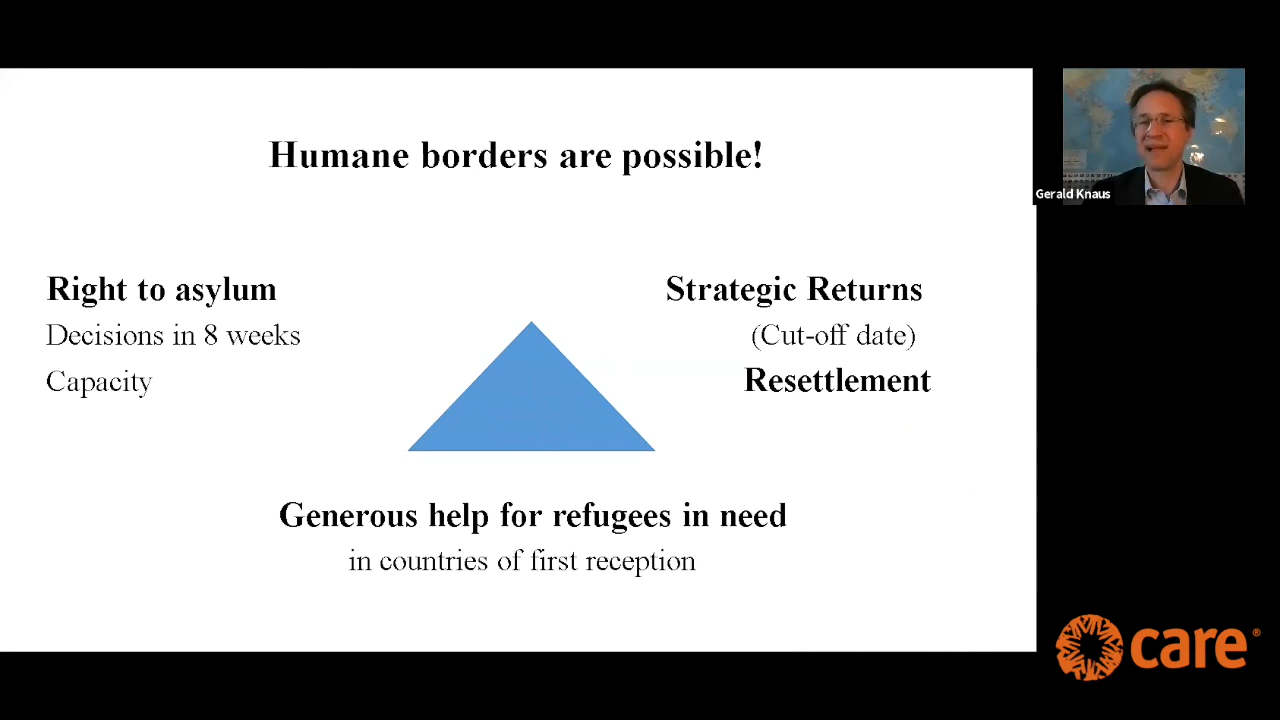 Humane borders are possible!
Right to asylum
Decisions in 8 weeks
Capacity
Strategic Returns
(Cut-off date)
Resettlement
Generous help for refugees in need
in countries of first reception
Gerald Knaus
care®